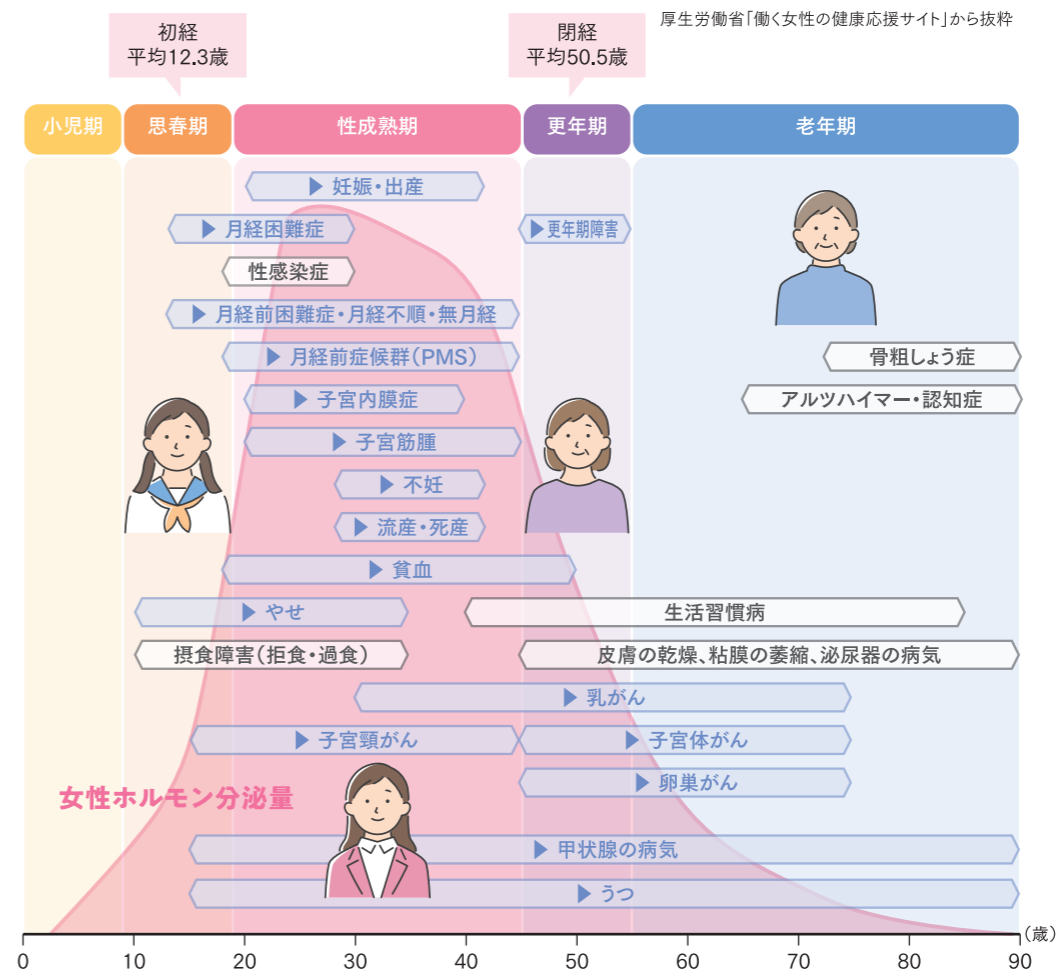 厚生労働省「働く女性の健康応援サイト」から抜粋
初経
平均12.3歳
閉経
平均50.5歳
小児期
思春期
性成熟期
更年期
老年期
妊娠・出産
月経困難症
更年期障害
性感染症
月経前困難症・月経不順・無月経
月経前症候群(PMS)
骨粗しょう症
子宮内膜症
アルツハイマー・認知症
子宮筋腫
不妊
流産・死産
貧血
やせ
生活習慣病
摂食障害(拒食・過食)
皮膚の乾燥、粘膜の萎縮、泌尿器の病気
乳がん
子宮頸がん
子宮体がん
卵巣がん
女性ホルモン分泌量
甲状腺の病気
うつ
0 10 20 30 40 50 60 70 80 90 (歳)